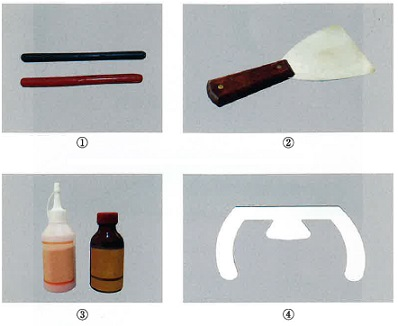 ①
②
③
④